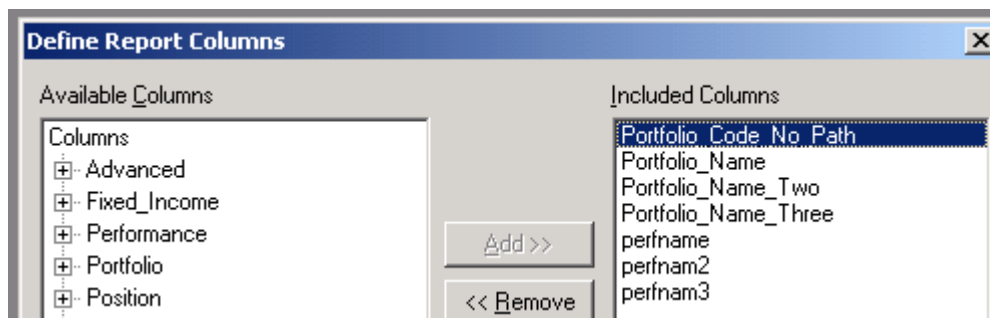 Define Report Columns
Available Columns
Columns
Advanced
Fixed_Income
Performance
Portfolio
Position
Add >>
<< Remove
Included Columns
Portfolio_Code_No_Path
Portfolio_Name
Portfolio_Name_Two
Portfolio_Name_Three
perfname
perfnam2
perfnam3